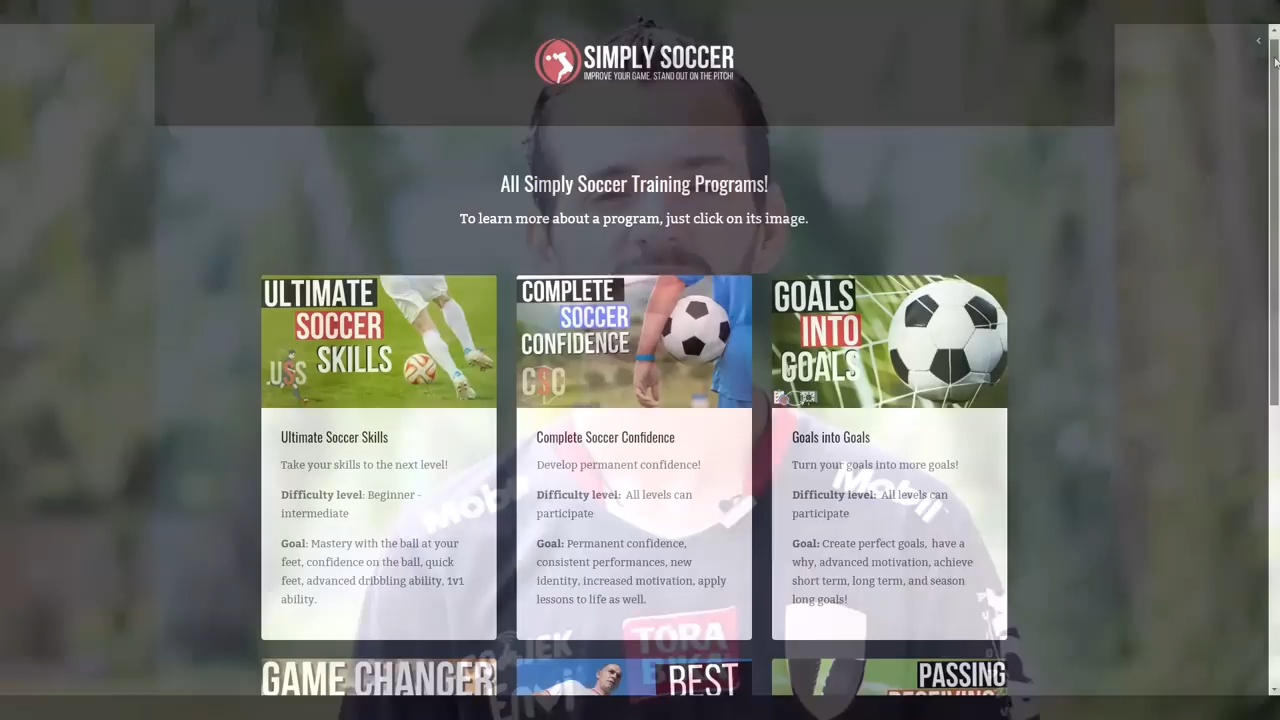 SIMPLY SOCCER
IMPROVE YOUR GAME. STAND OUT ON THE PITCH!
All Simply Soccer Training Programs!
To learn more about a program, just click on its image.
ULTIMATE
SOCCER
SKILLS
.USS
COMPLETE
SOCCER
CONFIDENCE
CSC
GOALS
INTO
GOALS
Ultimate Soccer Skills
Take your skills to the next level!
Difficulty level: Beginner -
intermediate
Goal: Mastery with the ball at your
feet, confidence on the ball, quick
feet, advanced dribbling ability, 1v1
ability.
Complete Soccer Confidence
Develop permanent confidence!
Difficulty level: All levels can
participate
Goal: Permanent confidence,
consistent performances, new
identity, increased motivation, apply
lessons to life as well.
Goals into Goals
Turn your goals into more goals!
Difficulty level: All levels can
participate
Goal: Create perfect goals, have a
why, advanced motivation, achieve
short term, long term, and season
long goals!
Mobil
TORA
GAME CHANGER
BEST
PASSING
RECEIVING